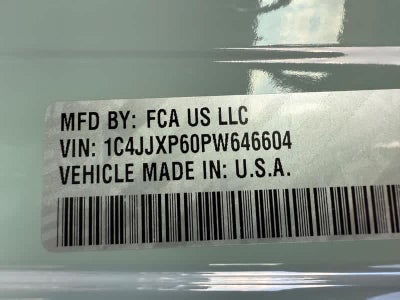 MFD BY: FCA US LLC
VIN: 1C4JJXP60PW646604
VEHICLE MADE IN: U.S.A.